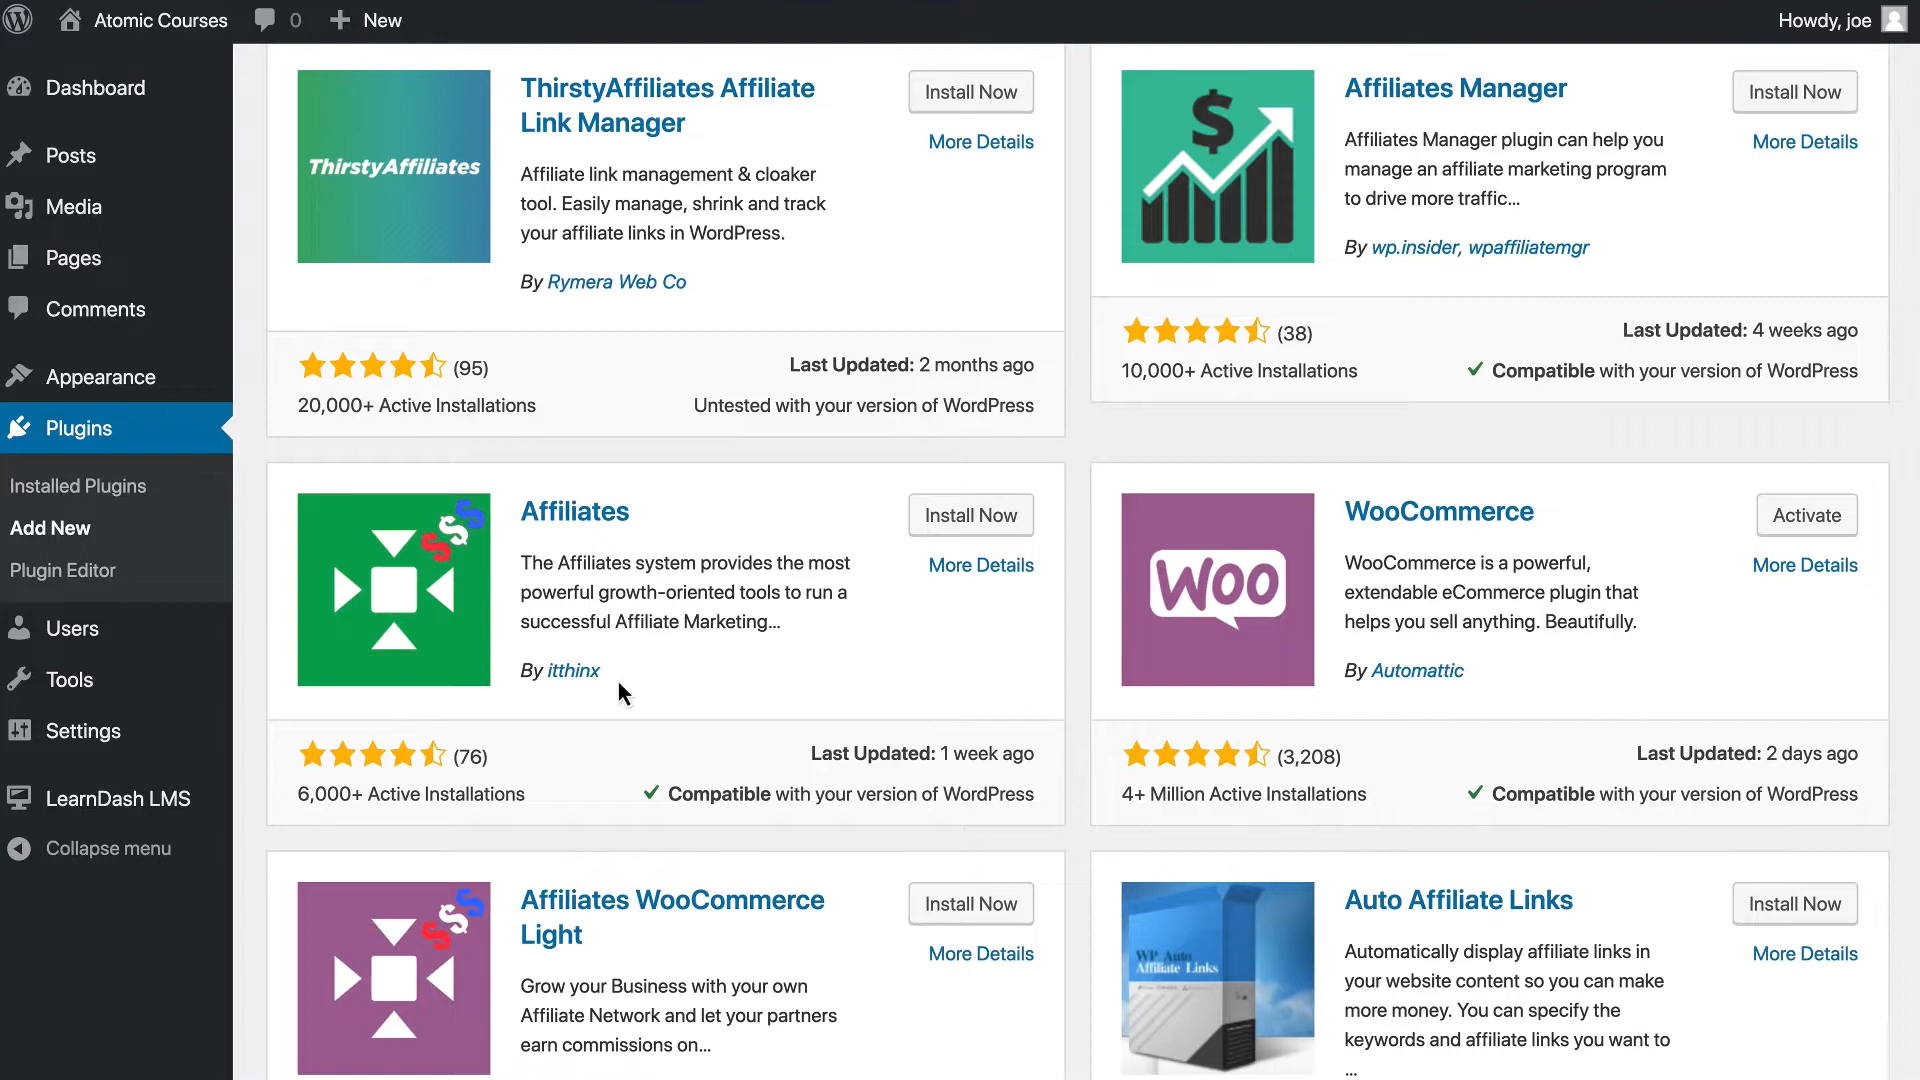 Atomic Courses
0
New
Howdy, joe
Dashboard
Posts
Media
Pages
Comments
Appearance
Plugins
Installed Plugins
Add New
Plugin Editor
Users
Tools
Settings
LearnDash LMS
Collapse menu
ThirstyAffiliates
ThirstyAffiliates Affiliate
Link Manager
Install Now
More Details
Affiliate link management & cloaker
tool. Easily manage, shrink and track
your affiliate links in WordPress.
By Rymera Web Co
(95)
Last Updated: 2 months ago
20,000+ Active Installations
Untested with your version of WordPress
$
Affiliates Manager
Install Now
More Details
Affiliates Manager plugin can help you
manage an affiliate marketing program
to drive more traffic...
By wp.insider, wpaffiliatemgr
(38)
Last Updated: 4 weeks ago
10,000+ Active Installations
Compatible with your version of WordPress
$$$
Affiliates
Install Now
More Details
The Affiliates system provides the most
powerful growth-oriented tools to run a
successful Affiliate Marketing...
By itthinx
(76)
Last Updated: 1 week ago
6,000+ Active Installations
Compatible with your version of WordPress
WOO
WooCommerce
Activate
More Details
WooCommerce is a powerful,
extendable eCommerce plugin that
helps you sell anything. Beautifully.
By Automattic
(3,208)
Last Updated: 2 days ago
4+ Million Active Installations
Compatible with your version of WordPress
$$$
Affiliates WooCommerce
Light
Install Now
More Details
Grow your Business with your own
Affiliate Network and let your partners
earn commissions on...
WP Auto
Affiliate Links
Auto Affiliate Links
Install Now
More Details
Automatically display affiliate links in
your website content so you can make
more money. You can specify the
keywords and affiliate links you want to
...